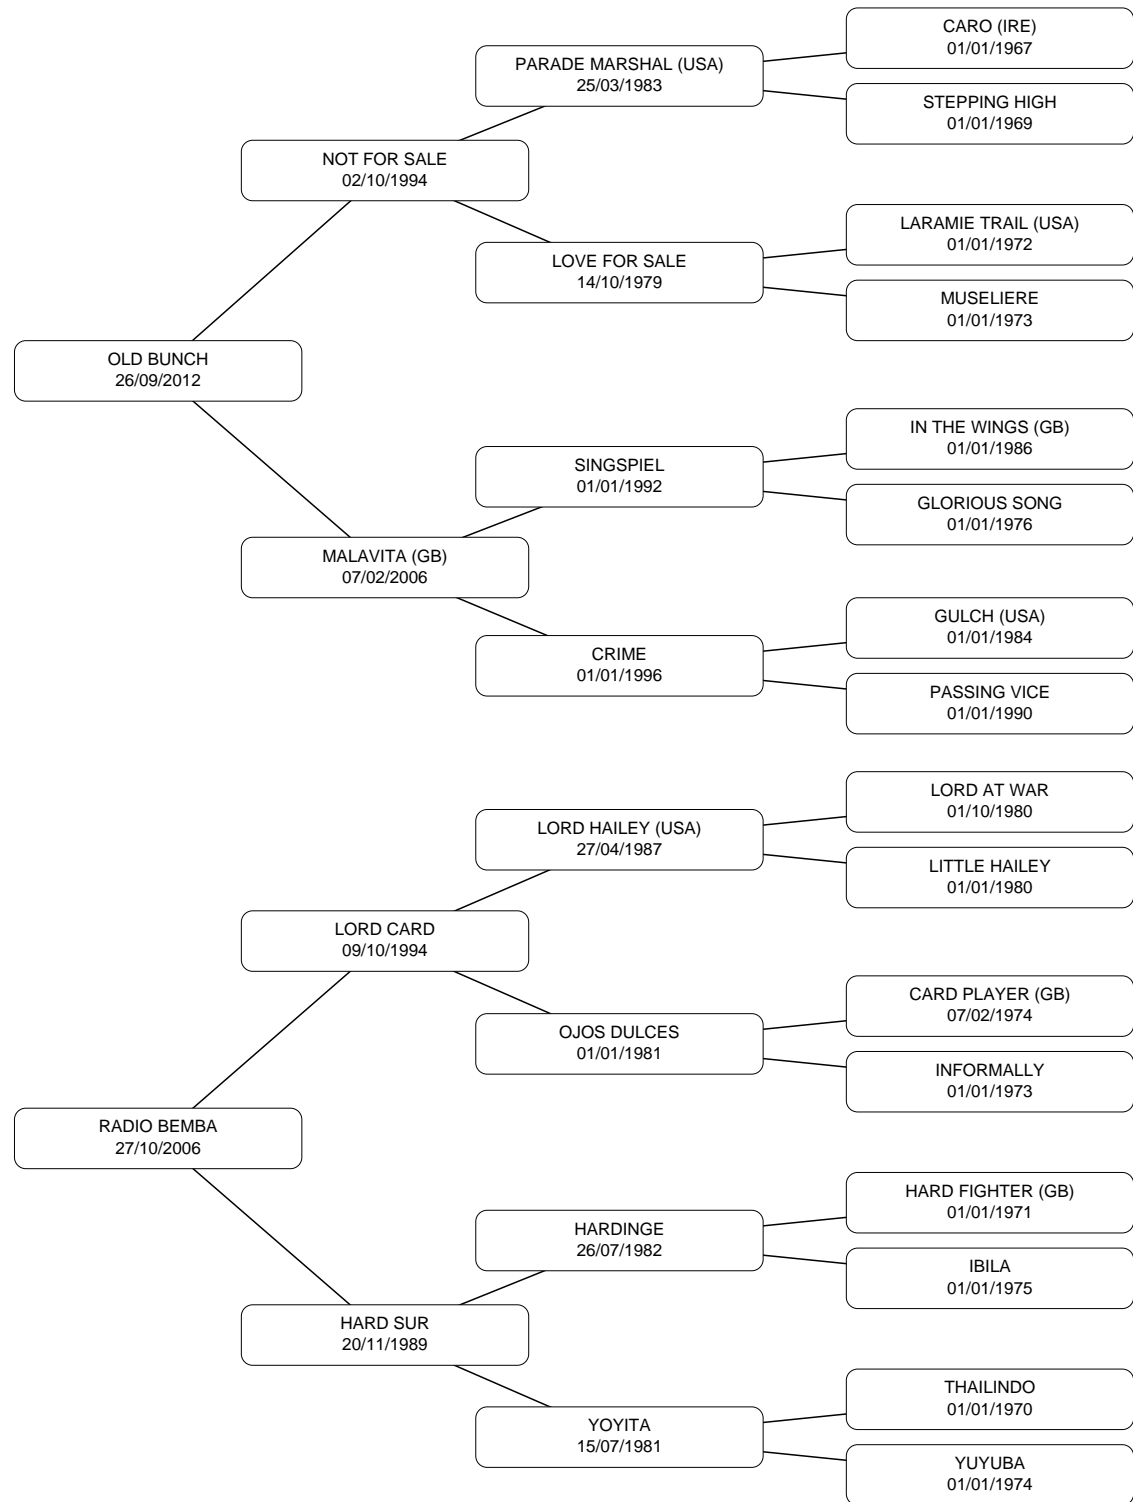 CARO (IRE)
01/01/1967
PARADE MARSHAL (USA)
25/03/1983
STEPPING HIGH
01/01/1969
NOT FOR SALE
02/10/1994
LARAMIE TRAIL (USA)
01/01/1972
LOVE FOR SALE
14/10/1979
MUSELIERE
01/01/1973
OLD BUNCH
26/09/2012
IN THE WINGS (GB)
01/01/1986
SINGSPIEL
01/01/1992
GLORIOUS SONG
01/01/1976
MALAVITA (GB)
07/02/2006
GULCH (USA)
01/01/1984
CRIME
01/01/1996
PASSING VICE
01/01/1990
LORD AT WAR
01/10/1980
LORD HAILEY (USA)
27/04/1987
LITTLE HAILEY
01/01/1980
LORD CARD
09/10/1994
CARD PLAYER (GB)
07/02/1974
OJOS DULCES
01/01/1981
INFORMALLY
01/01/1973
RADIO BEMBA
27/10/2006
HARD FIGHTER (GB)
01/01/1971
HARDINGE
26/07/1982
IBILA
01/01/1975
HARD SUR
20/11/1989
THAILINDO
01/01/1970
YOYITA
15/07/1981
YUYUBA
01/01/1974